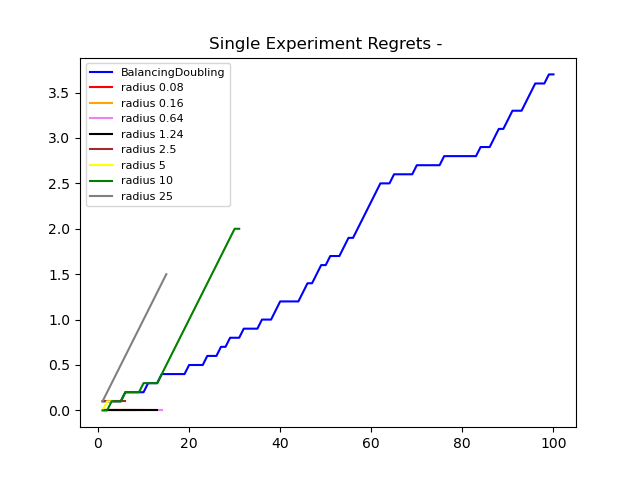 Single Experiment Regrets -
BalancingDoubling
radius 0.08
radius 0.16
radius 0.64
radius 1.24
radius 2.5
radius 5
radius 10
radius 25
3.5
3.0
2.5
2.0
1.5
1.0
0.5
0.0
0 20 40 60 80 100